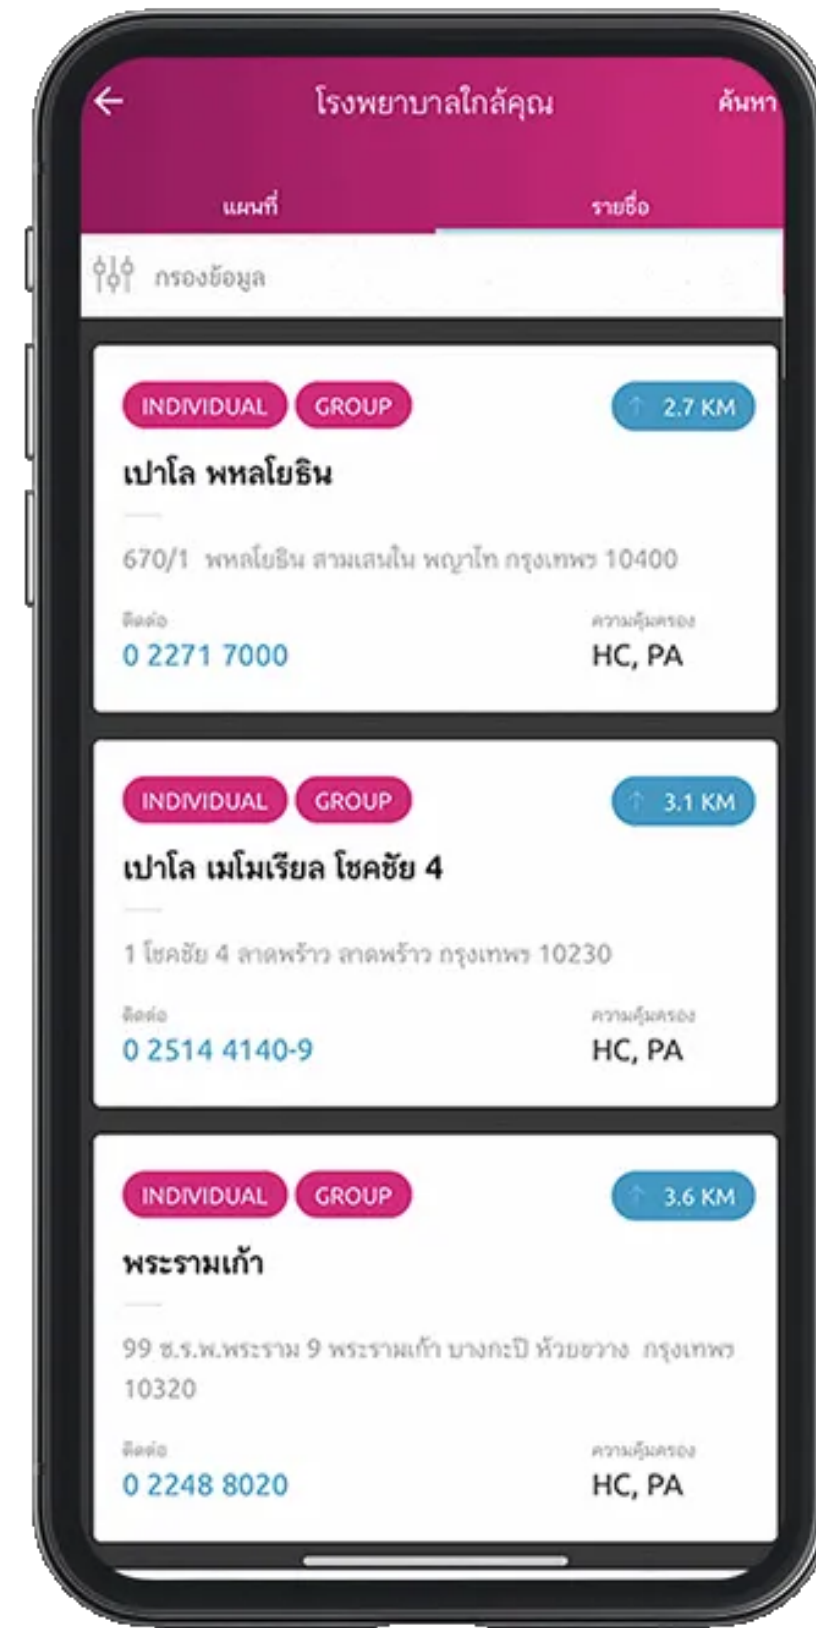 โรงพยาบาลใกล้คุณ ค้นหา
แผนที่ รายชื่อ
กรองข้อมูล
INDIVIDUAL GROUP 2.7 KM
เปาโล พหลโยธิน
670/1 พหลโยธิน สามเสนใน พญาไท กรุงเทพฯ 10400
ติดต่อ ความคุ้มครอง
0 2271 7000 HC, PA
INDIVIDUAL GROUP 3.1 KM
เปาโล เมโมเรียล โชคชัย 4
1 โชคชัย 4 ลาดพร้าว ลาดพร้าว กรุงเทพฯ 10230
ติดต่อ ความคุ้มครอง
0 2514 4140-9 HC, PA
INDIVIDUAL GROUP 3.6 KM
พระรามเก้า
99 ซ.ร.พ.พระราม 9 พระรามเก้า บางกะปิ ห้วยขวาง กรุงเทพฯ
10320
ติดต่อ ความคุ้มครอง
0 2248 8020 HC, PA